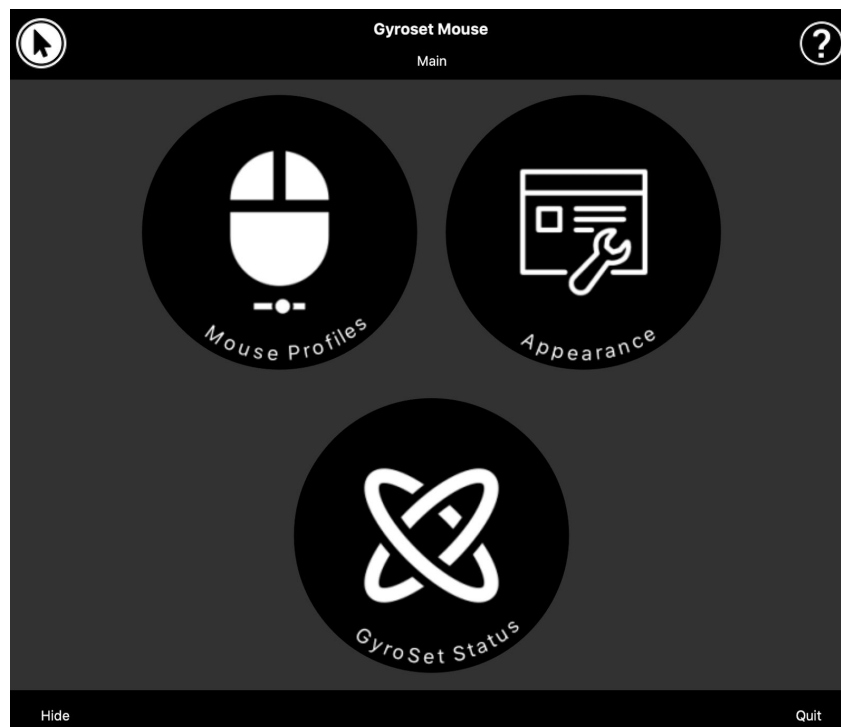 Gyroset Mouse
Main
?
Mouse Profiles
Appearance
GyroSet Status
Hide
Quit